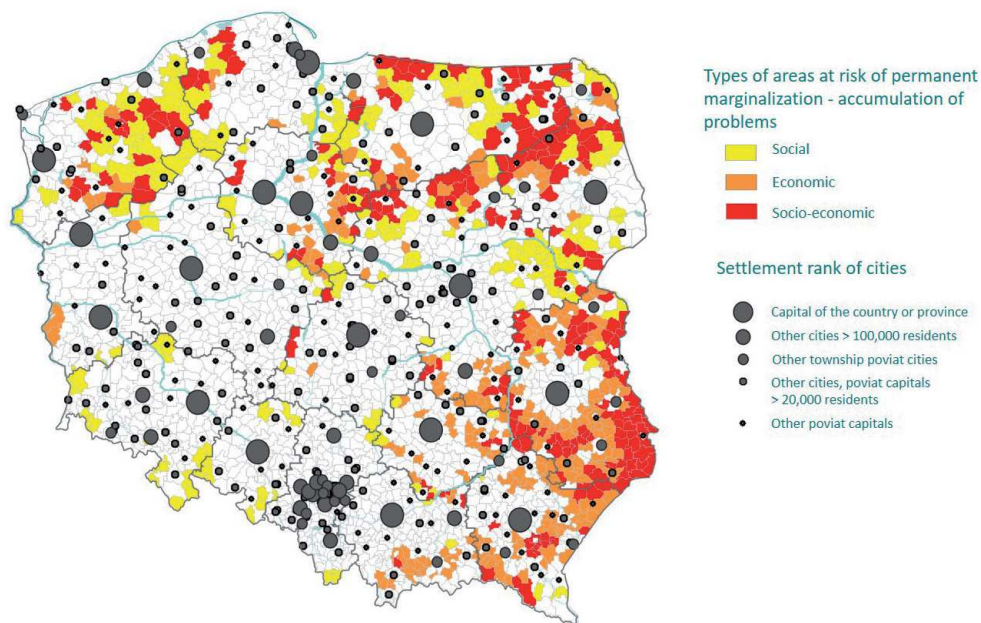 Types of areas at risk of permanent
marginalization - accumulation of
problems
Social
Economic
Socio-economic
Settlement rank of cities
Capital of the country or province
Other cities > 100,000 residents
Other township poviat cities
Other cities, poviat capitals
> 20,000 residents
Other poviat capitals